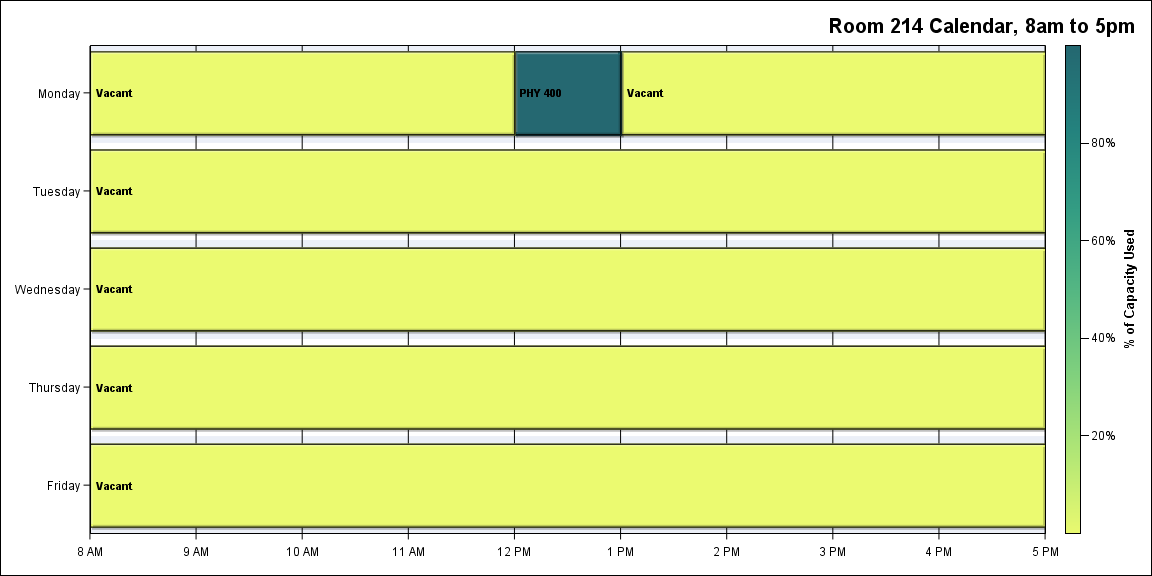 Room 214 Calendar, 8am to 5pm
Monday Vacant PHY 400 Vacant
Tuesday Vacant
Wednesday Vacant
Thursday Vacant
Friday Vacant
8 AM 9 AM 10 AM 11 AM 12 PM 1 PM 2 PM 3 PM 4 PM 5 PM
80%
60%
40%
20%
% of Capacity Used